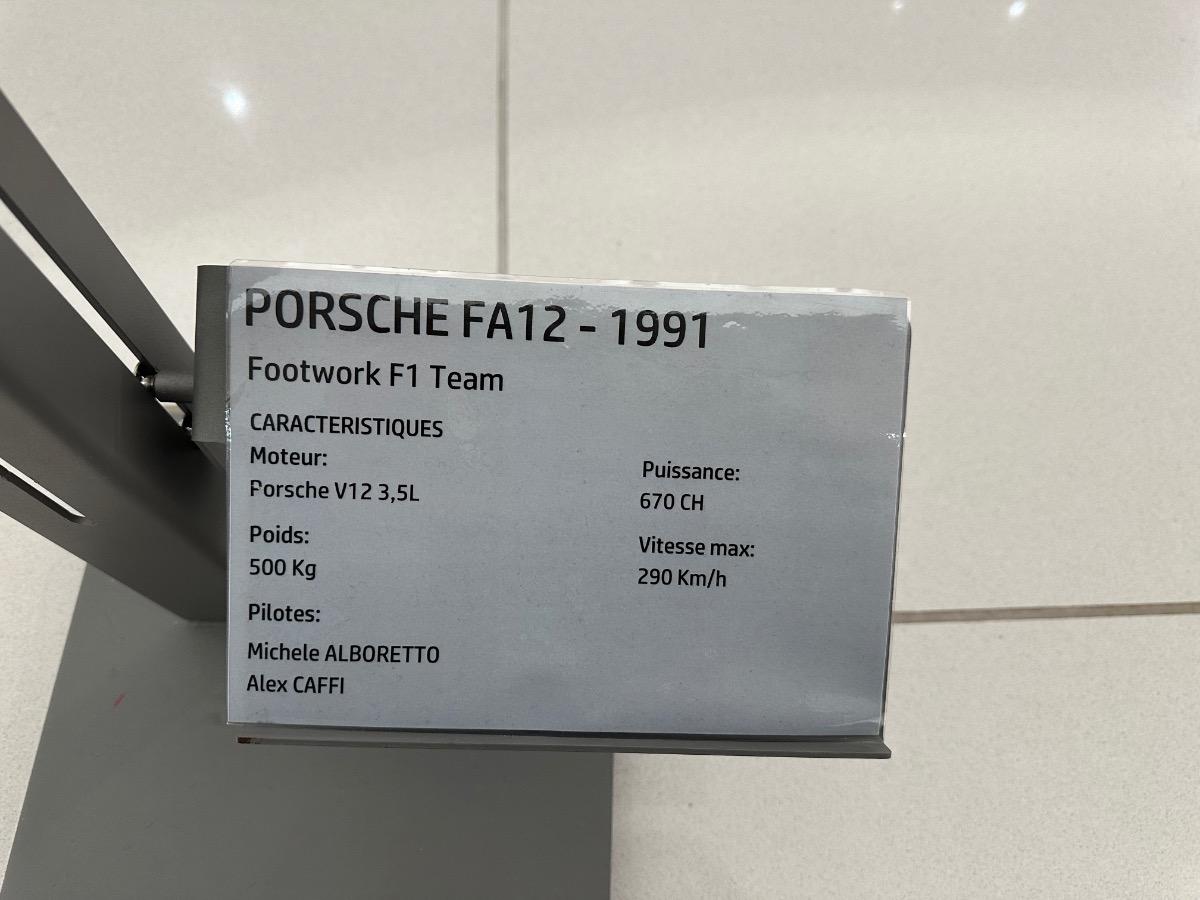 PORSCHE FA12 - 1991
Footwork F1 Team
CARACTERISTIQUES
Moteur:
Porsche V12 3,5L
Puissance:
670 CH
Poids:
500 Kg
Vitesse max:
290 Km/h
Pilotes:
Michele ALBORETTO
Alex CAFFI